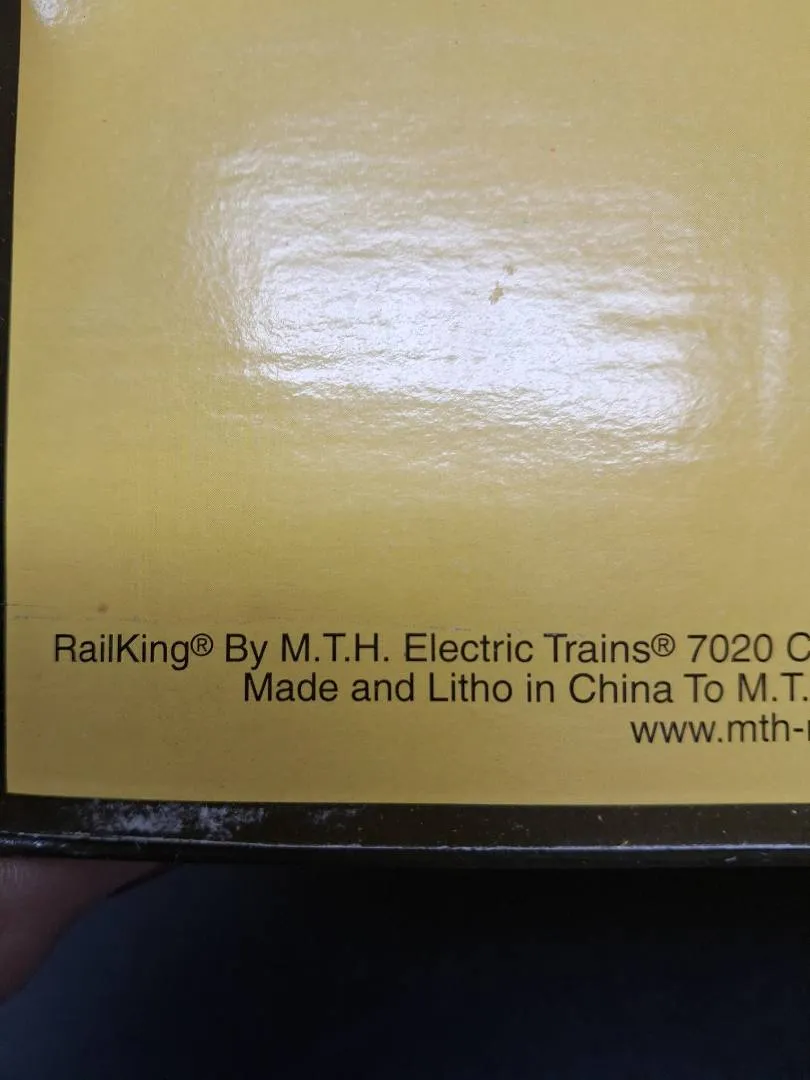 RailKing® By M.T.H. Electric Trains® 7020 C
Made and Litho in China To M.T.
www.mth-r